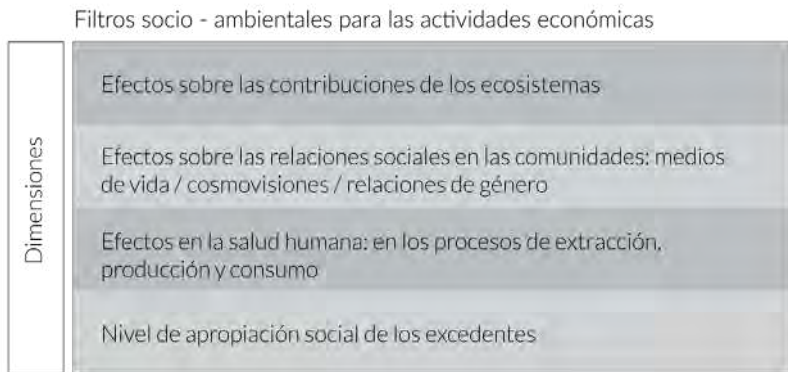 Filtros socio - ambientales para las actividades económicas
Dimensiones
Efectos sobre las contribuciones de los ecosistemas
Efectos sobre las relaciones sociales en las comunidades: medios
de vida / cosmovisiones / relaciones de género
Efectos en la salud humana: en los procesos de extracción,
producción y consumo
Nivel de apropiación social de los excedentes